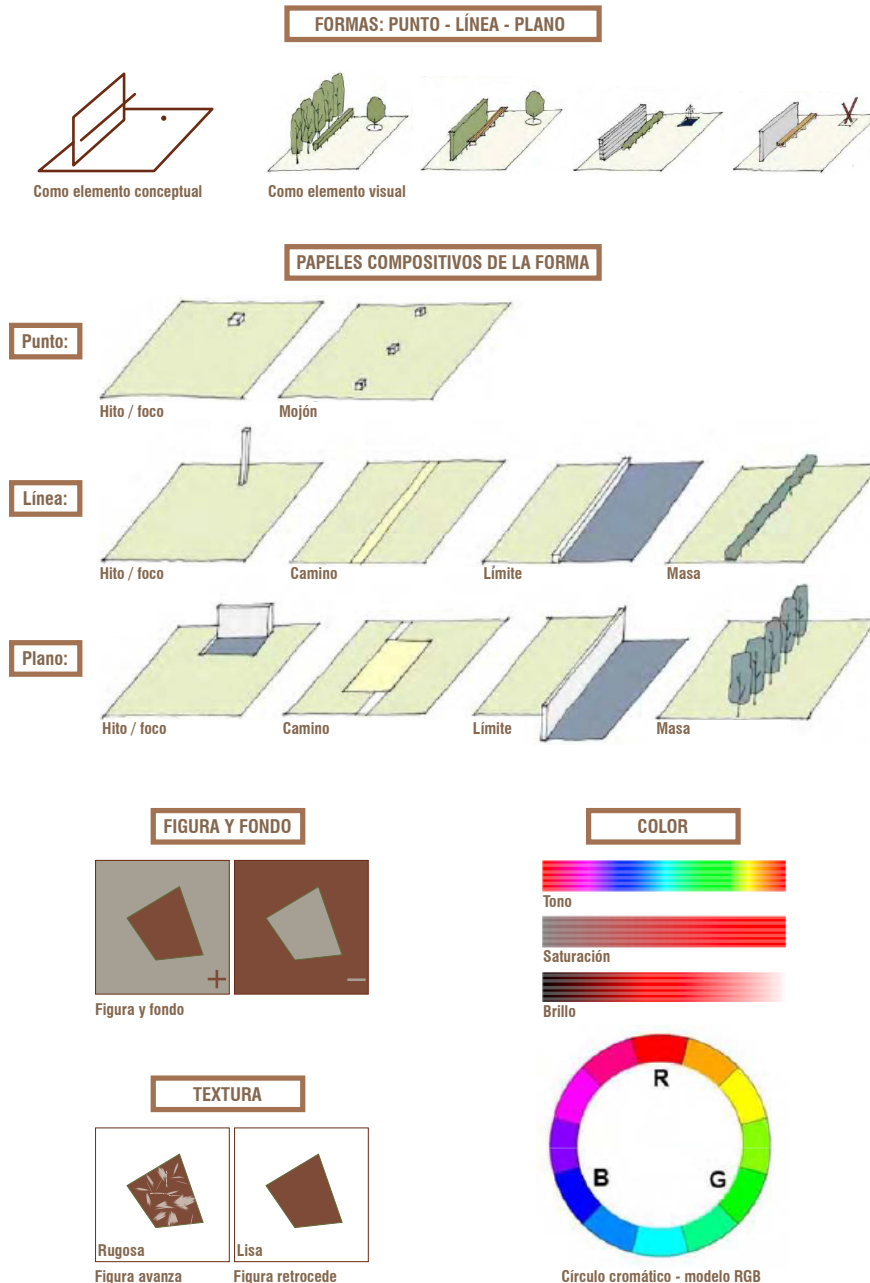 FORMAS: PUNTO - LÍNEA - PLANO
Como elemento conceptual
Como elemento visual
PAPELES COMPOSITIVOS DE LA FORMA
Punto:
Hito / foco
Mojón
Línea:
Hito / foco
Camino
Límite
Masa
Plano:
Hito / foco
Camino
Límite
Masa
FIGURA Y FONDO
+
−
Figura y fondo
COLOR
Tono
Saturación
Brillo
R
B
G
Círculo cromático - modelo RGB
TEXTURA
Rugosa
Lisa
Figura avanza
Figura retrocede